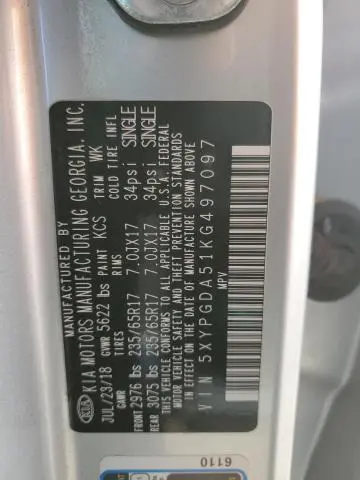 MANUFACTURED BY
KIA MOTORS MANUFACTURING GEORGIA, INC.
JUL/23/18 GVWR 5622 lbs PAINT KCS TRIM WK
GAWR TIRES RIMS COLD TIRE INFL
FRONT 2976 lbs 235/65R17 7.0JX17 34psi SINGLE
REAR 3075 lbs 235/65R17 7.0JX17 34psi SINGLE
THIS VEHICLE CONFORMS TO ALL APPLICABLE U.S.A. FEDERAL
MOTOR VEHICLE SAFETY AND THEFT PREVENTION STANDARDS
IN EFFECT ON THE DATE OF MANUFACTURE SHOWN ABOVE
VIN 5XYPGDA51KG497097
MPV
KIA
6110